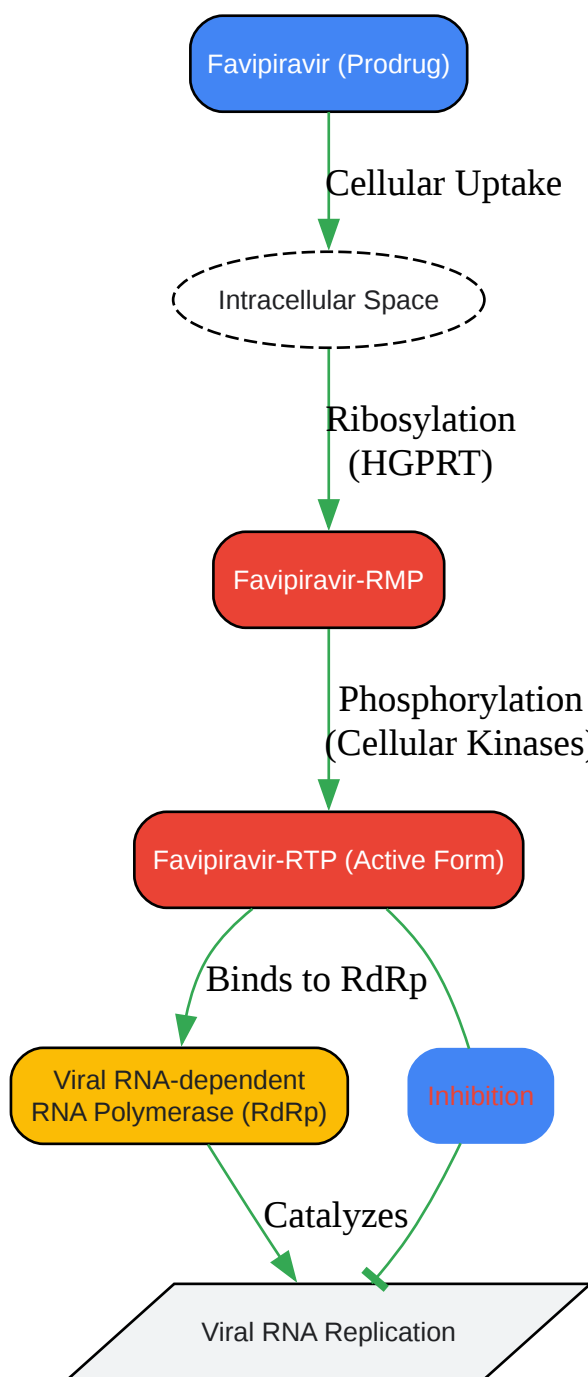 Favipiravir (Prodrug)
Cellular Uptake
Intracellular Space
Ribosylation
(HGPRT)
Favipiravir-RMP
Phosphorylation
(Cellular Kinases)
Favipiravir-RTP (Active Form)
Binds to RdRp
Viral RNA-dependent
RNA Polymerase (RdRp)
Inhibition
Catalyzes
Viral RNA Replication